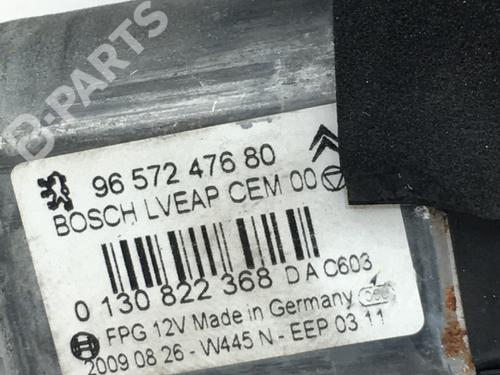 B-PARTS
96 572 476 80
BOSCH LVEAP CEM 00
0 130 822 368 D A C603
FPG 12V Made in Germany
2009 08 26 - W445 N - EEP 03 11